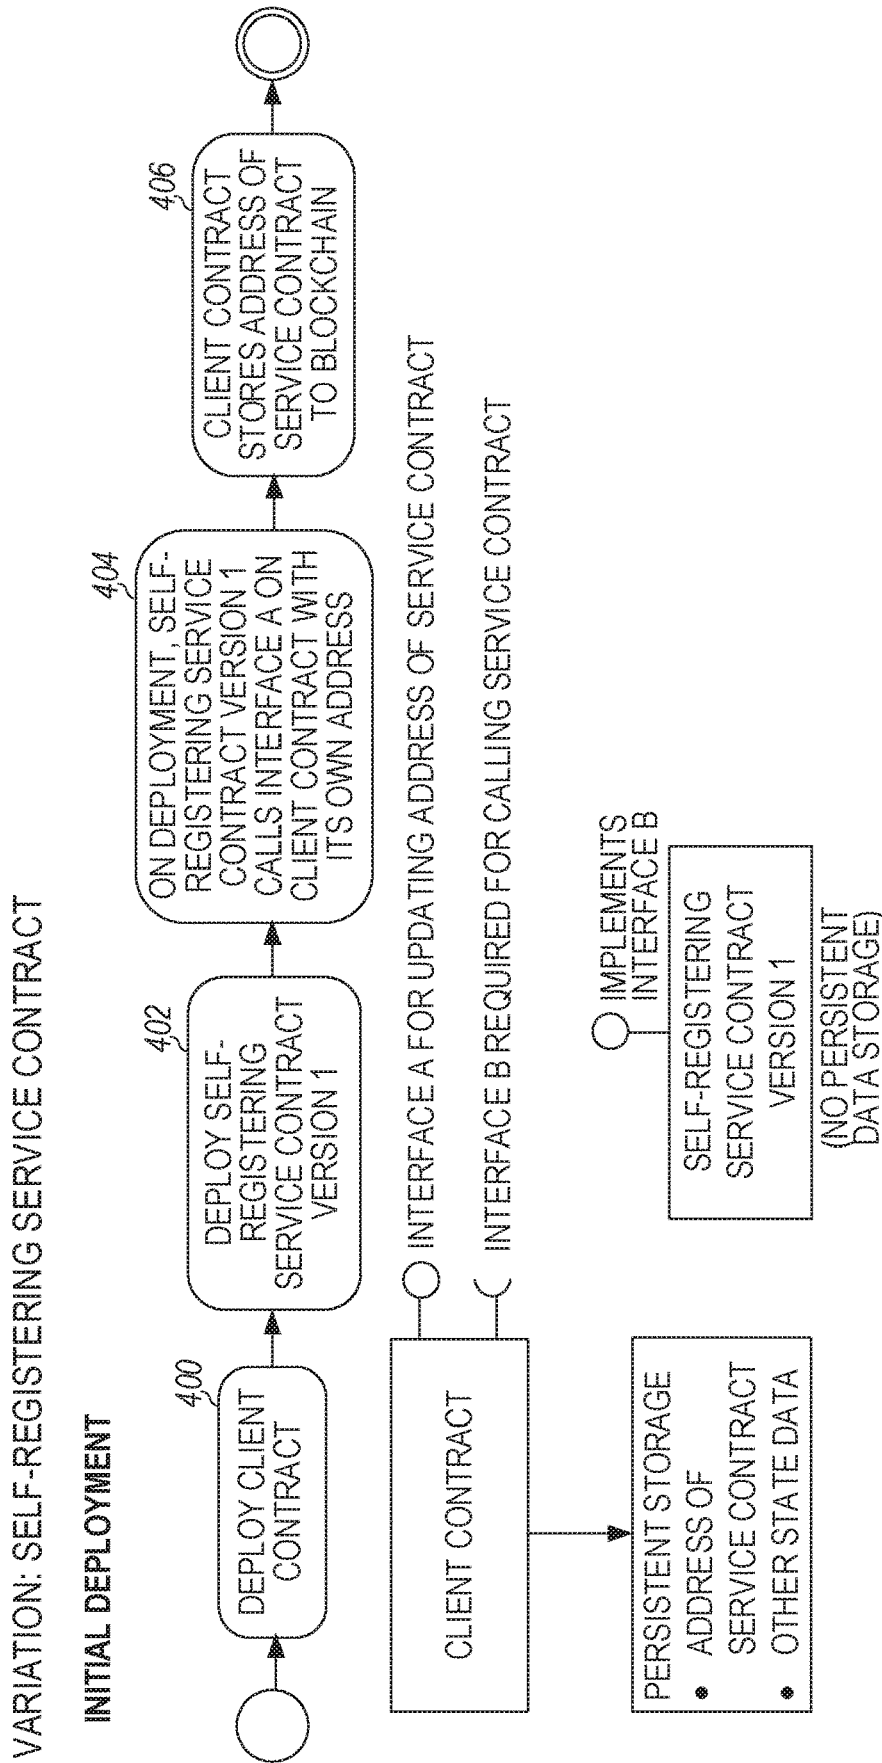 VARIATION: SELF-REGISTERING SERVICE CONTRACT
INITIAL DEPLOYMENT
400
DEPLOY CLIENT
CONTRACT
402
DEPLOY SELF-
REGISTERING
SERVICE CONTRACT
VERSION 1
404
ON DEPLOYMENT, SELF-
REGISTERING SERVICE
CONTRACT VERSION 1
CALLS INTERFACE A ON
CLIENT CONTRACT WITH
ITS OWN ADDRESS
406
CLIENT CONTRACT
STORES ADDRESS OF
SERVICE CONTRACT
TO BLOCKCHAIN
CLIENT CONTRACT
INTERFACE A FOR UPDATING ADDRESS OF SERVICE CONTRACT
INTERFACE B REQUIRED FOR CALLING SERVICE CONTRACT
PERSISTENT STORAGE
• ADDRESS OF
SERVICE CONTRACT
• OTHER STATE DATA
IMPLEMENTS
INTERFACE B
SELF-REGISTERING
SERVICE CONTRACT
VERSION 1
(NO PERSISTENT
DATA STORAGE)